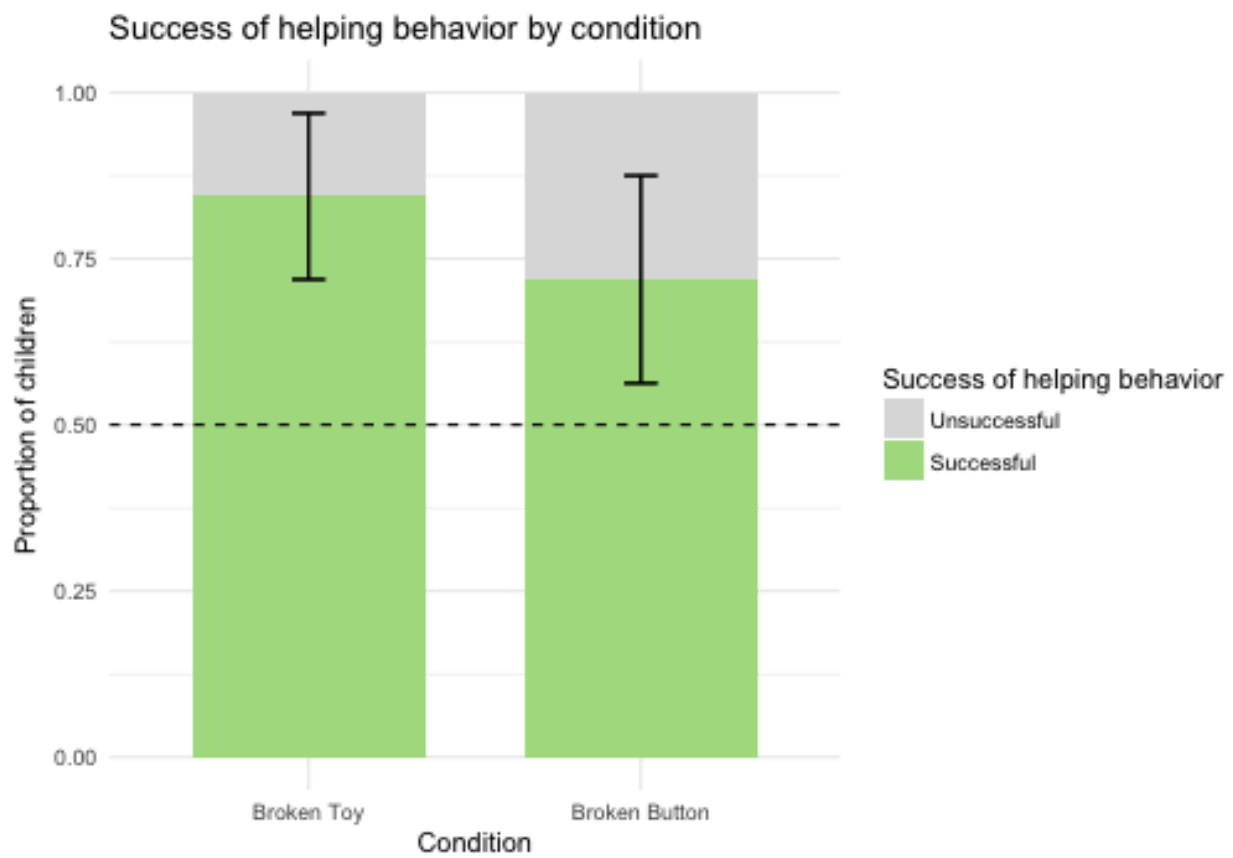 Success of helping behavior by condition
1.00
0.75
0.50
0.25
0.00
Proportion of children
Broken Toy
Broken Button
Condition
Success of helping behavior
Unsuccessful
Successful